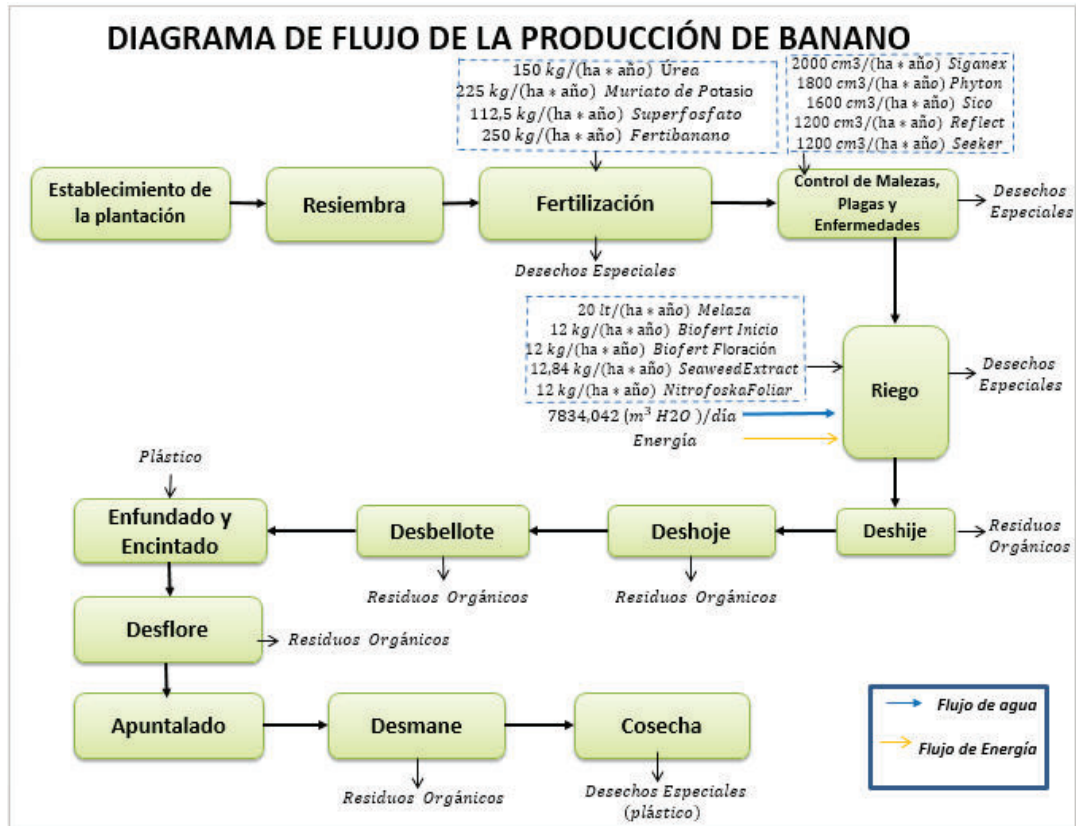 DIAGRAMA DE FLUJO DE LA PRODUCCIÓN DE BANANO
150 kg/(ha ∗ año) Úrea
225 kg/(ha ∗ año) Muriato de Potasio
112,5 kg/(ha ∗ año) Superfosfato
250 kg/(ha ∗ año) Fertibanano
2000 cm3/(ha ∗ año) Siganex
1800 cm3/(ha ∗ año) Phyton
1600 cm3/(ha ∗ año) Sico
1200 cm3/(ha ∗ año) Reflect
1200 cm3/(ha ∗ año) Seeker
Establecimiento de
la plantación
Resiembra
Fertilización
Control de Malezas,
Plagas y
Enfermedades
Desechos
Especiales
Desechos Especiales
20 lt/(ha ∗ año) Melaza
12 kg/(ha ∗ año) Biofert Inicio
12 kg/(ha ∗ año) Biofert Floración
12,84 kg/(ha ∗ año) SeaweedExtract
12 kg/(ha ∗ año) NitrofoskaFoliar
7834,042 (m³ H2O )/día
Energía
Riego
Desechos
Especiales
Plástico
Enfundado y
Encintado
Desbellote
Deshoje
Deshije
Residuos
Orgánicos
Residuos Orgánicos
Residuos Orgánicos
Desflore
Residuos Orgánicos
Apuntalado
Desmane
Cosecha
Residuos Orgánicos
Desechos Especiales
(plástico)
Flujo de agua
Flujo de Energía